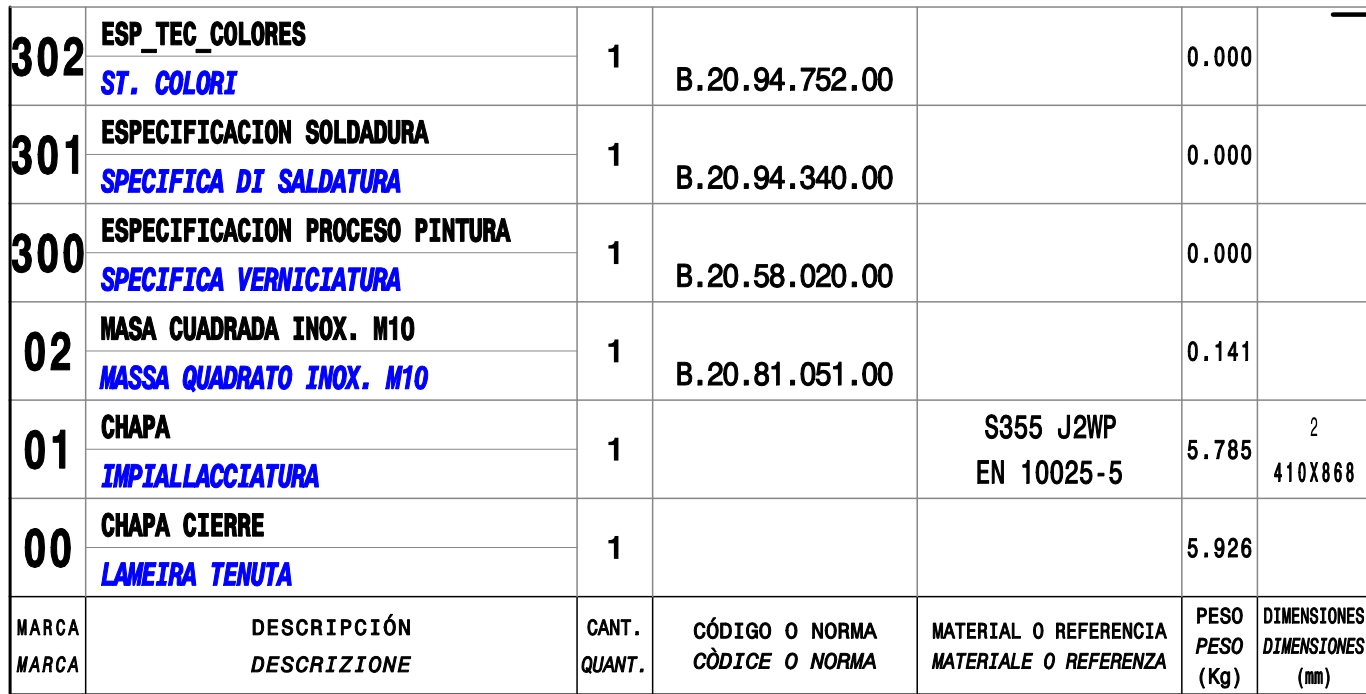 302 ESP_TEC_COLORES 1 0.000
ST. COLORI B.20.94.752.00
301 ESPECIFICACION SOLDADURA 1 0.000
SPECIFICA DI SALDATURA B.20.94.340.00
300 ESPECIFICACION PROCESO PINTURA 1 0.000
SPECIFICA VERNICIATURA B.20.58.020.00
02 MASA CUADRADA INOX. M10 1 0.141
MASSA QUADRATO INOX. M10 B.20.81.051.00
01 CHAPA 1 S355 J2WP 5.785 2
IMPIALLACCIATURA EN 10025-5 410X868
00 CHAPA CIERRE 1 5.926
LAMEIRA TENUTA
MARCA DESCRIPCIÓN CANT. CÓDIGO O NORMA MATERIAL O REFERENCIA PESO DIMENSIONES
MARCA DESCRIZIONE QUANT. CÒDICE O NORMA MATERIALE O REFERENZA PESO DIMENSIONES
(Kg) (mm)